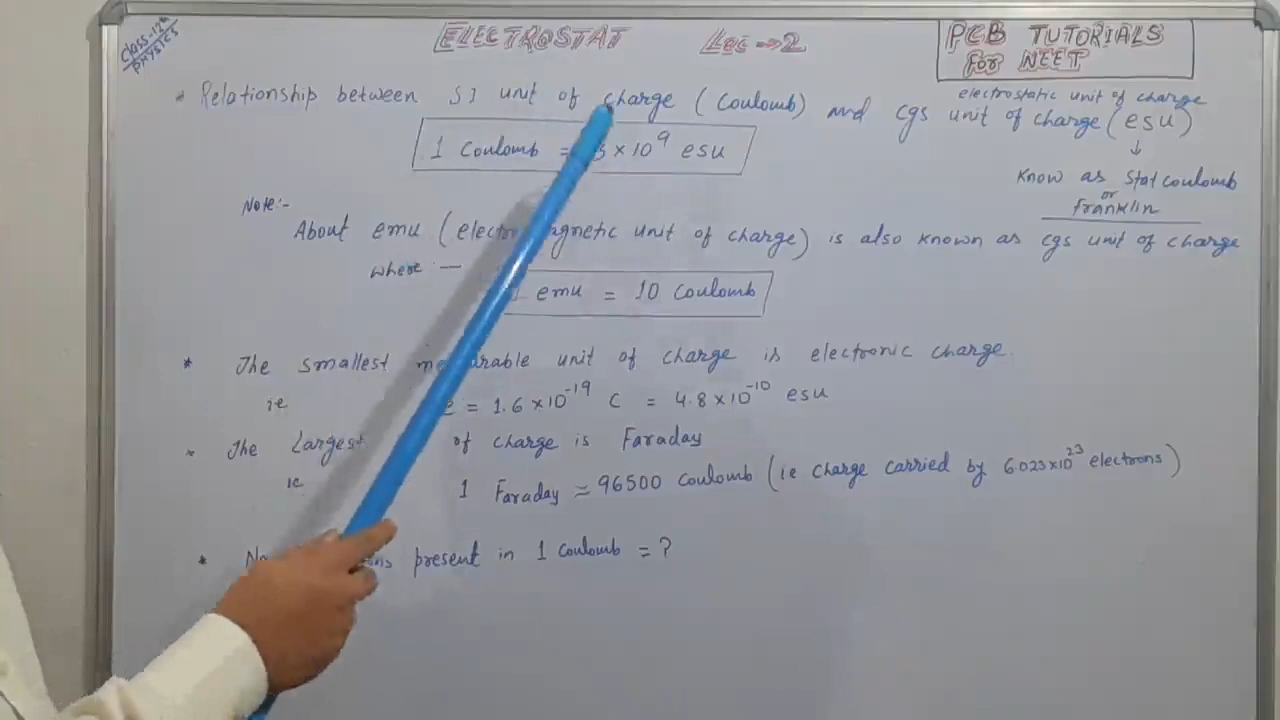 Class-12th
PHYSICS
ELECTROSTAT Lec-2
PCB TUTORIALS
For NEET
* Relationship between SI unit of charge (Coulomb) and cgs unit of charge (esu)
electrostatic unit of charge
1 Coulomb = 3×10⁹ esu
↓
Know as stat coulomb
or
franklin
Note:-
About emu (electromagnetic unit of charge) is also known as cgs unit of charge
where —
1 emu = 10 Coulomb
* The smallest unit of charge is electronic charge.
ie e = 1.6×10⁻¹⁹ C = 4.8×10⁻¹⁰ esu
* The Largest of charge is Faraday
ie 1 Faraday ≃ 96500 Coulomb (ie charge carried by 6.023×10²³ electrons)
* present in 1 Coulomb = ?